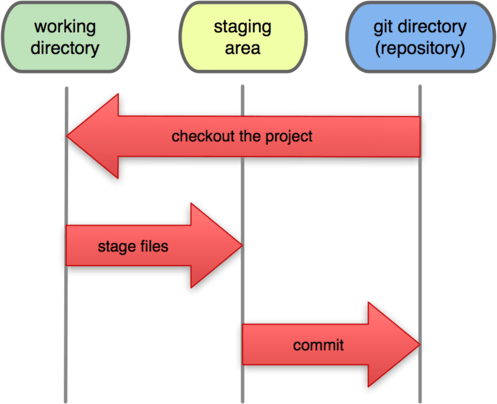 working
directory
staging
area
git directory
(repository)
checkout the project
stage files
commit